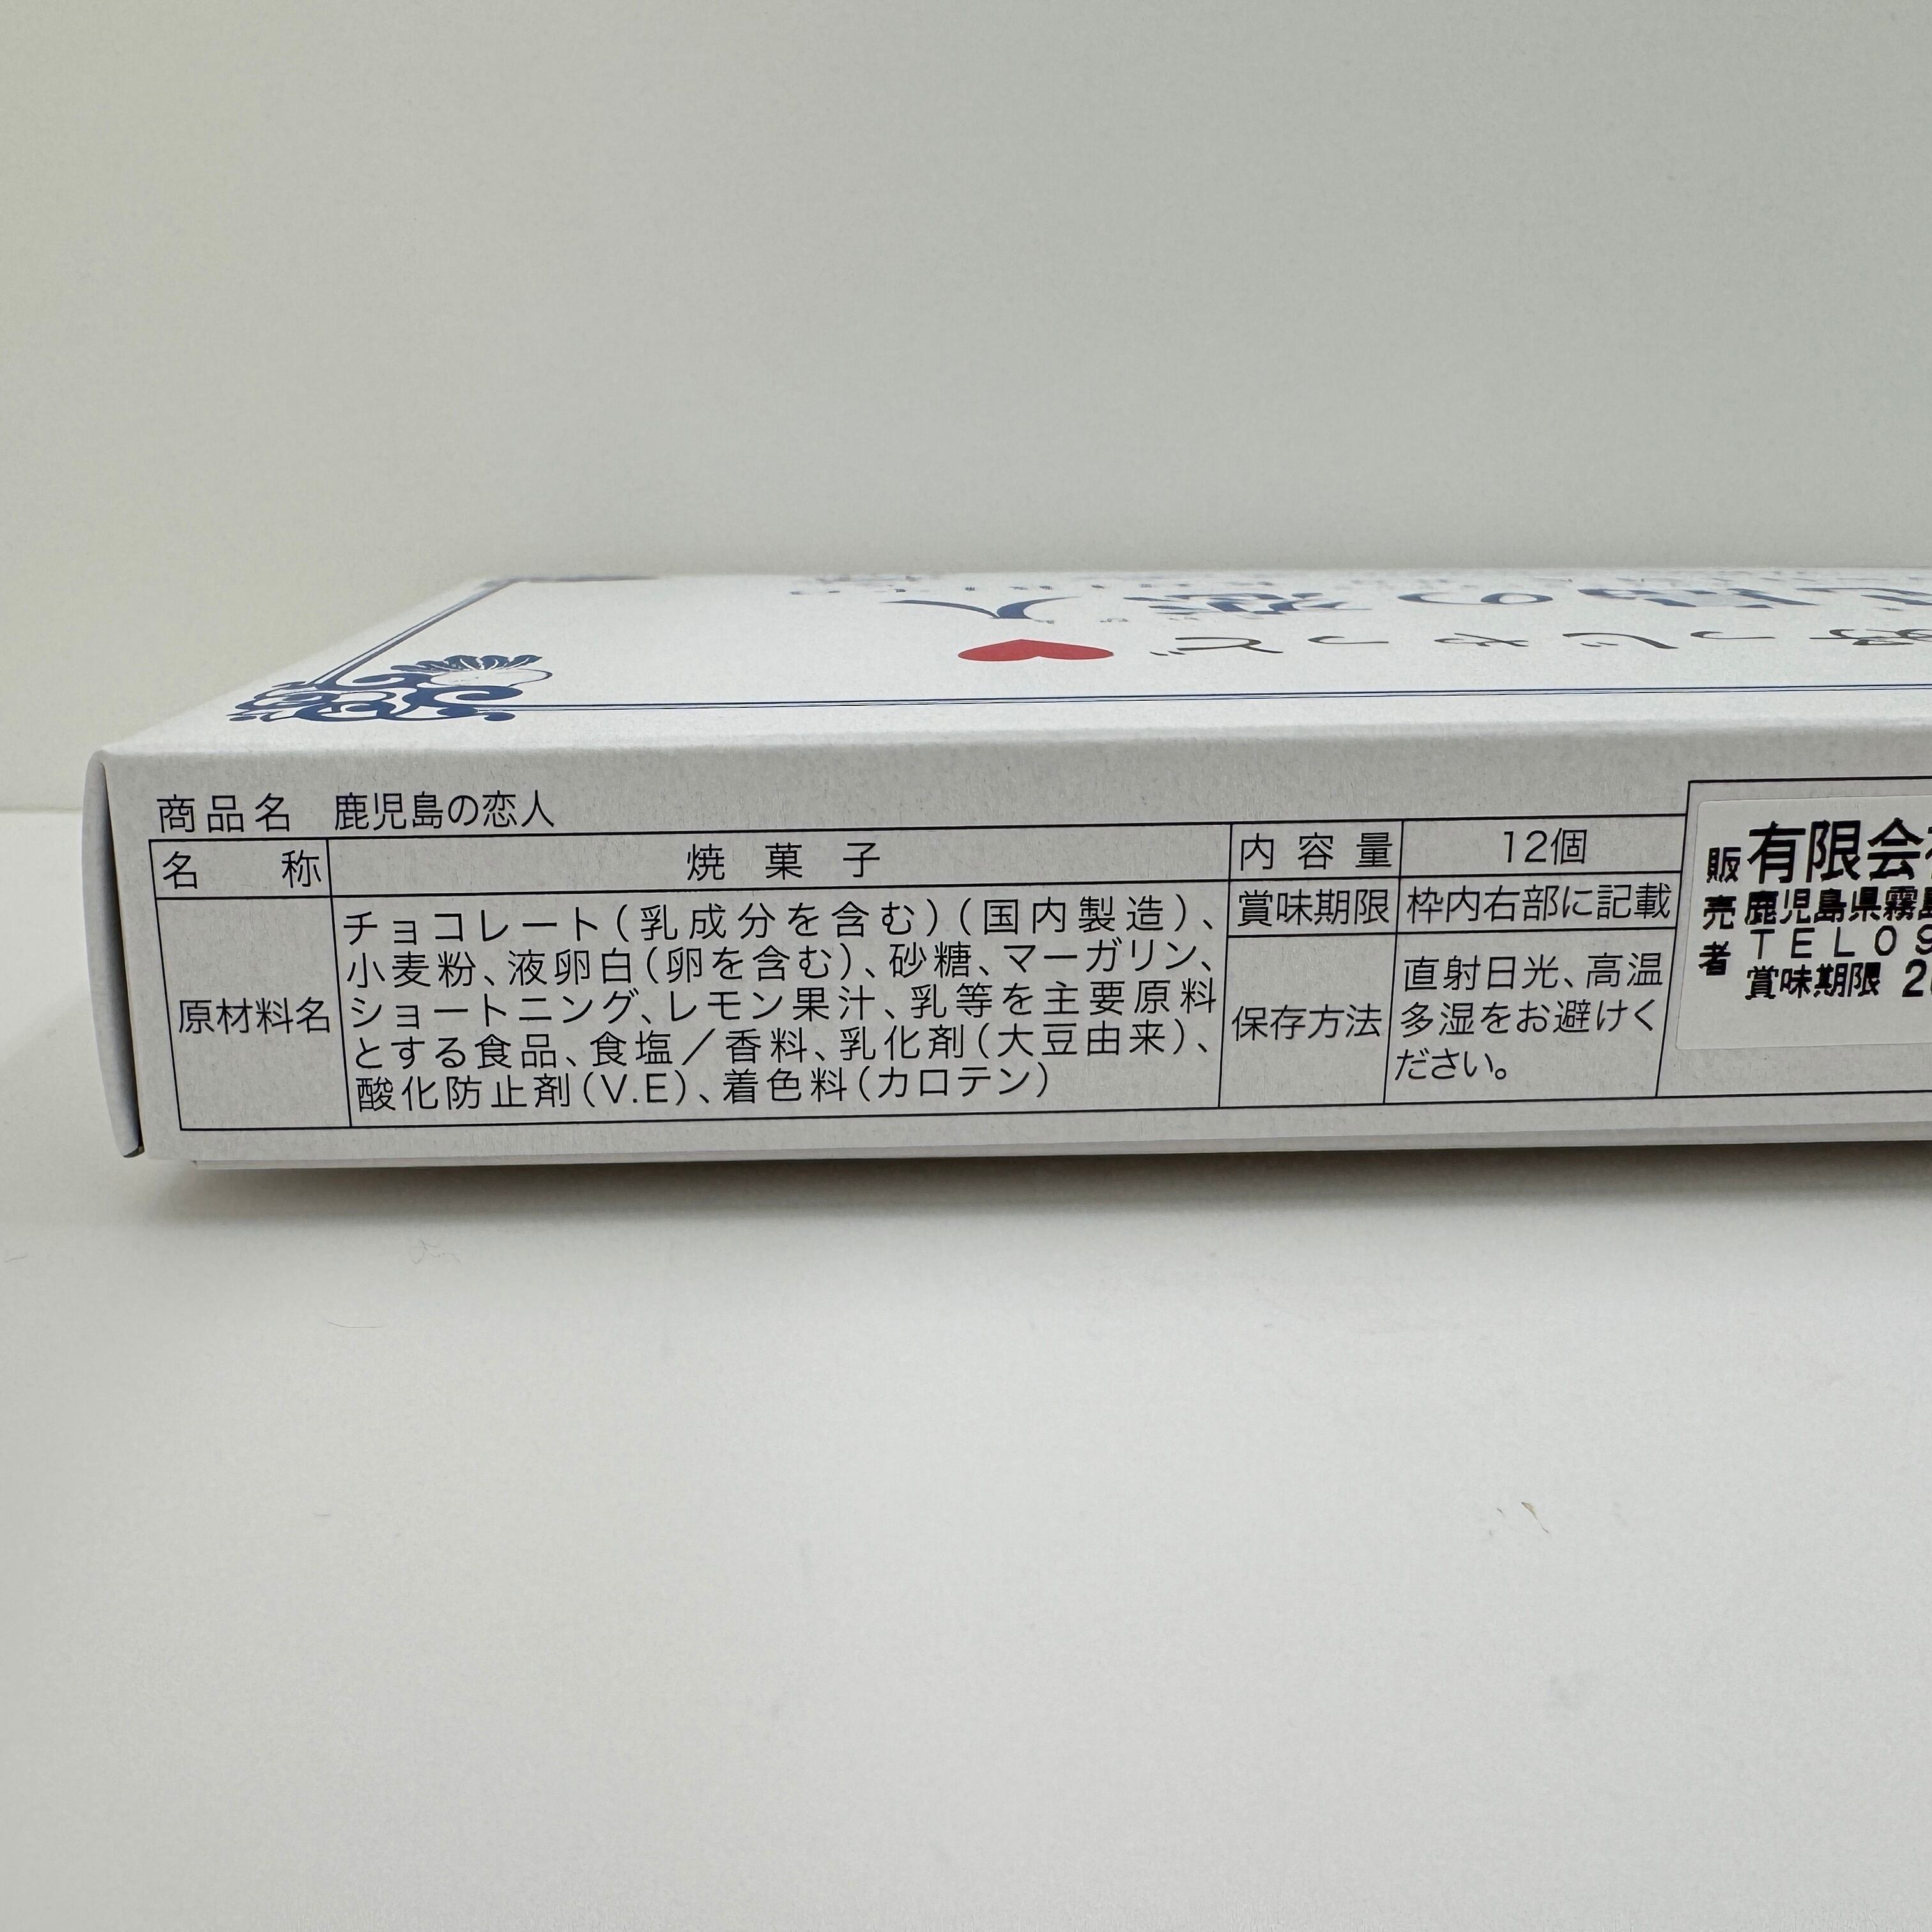 の恋人
商品名 鹿児島の恋人
名称 焼菓子
原材料名
チョコレート(乳成分を含む)(国内製造)、
小麦粉、液卵白(卵を含む)、砂糖、マーガリン、
ショートニング、レモン果汁、乳等を主要原料
とする食品、食塩/香料、乳化剤(大豆由来)、
酸化防止剤(V.E)、着色料(カロテン)
内容量 12個
賞味期限 枠内右部に記載
保存方法
直射日光、高温
多湿をお避けく
ださい。
販売者
有限会
鹿児島県霧
TEL09
賞味期限 2